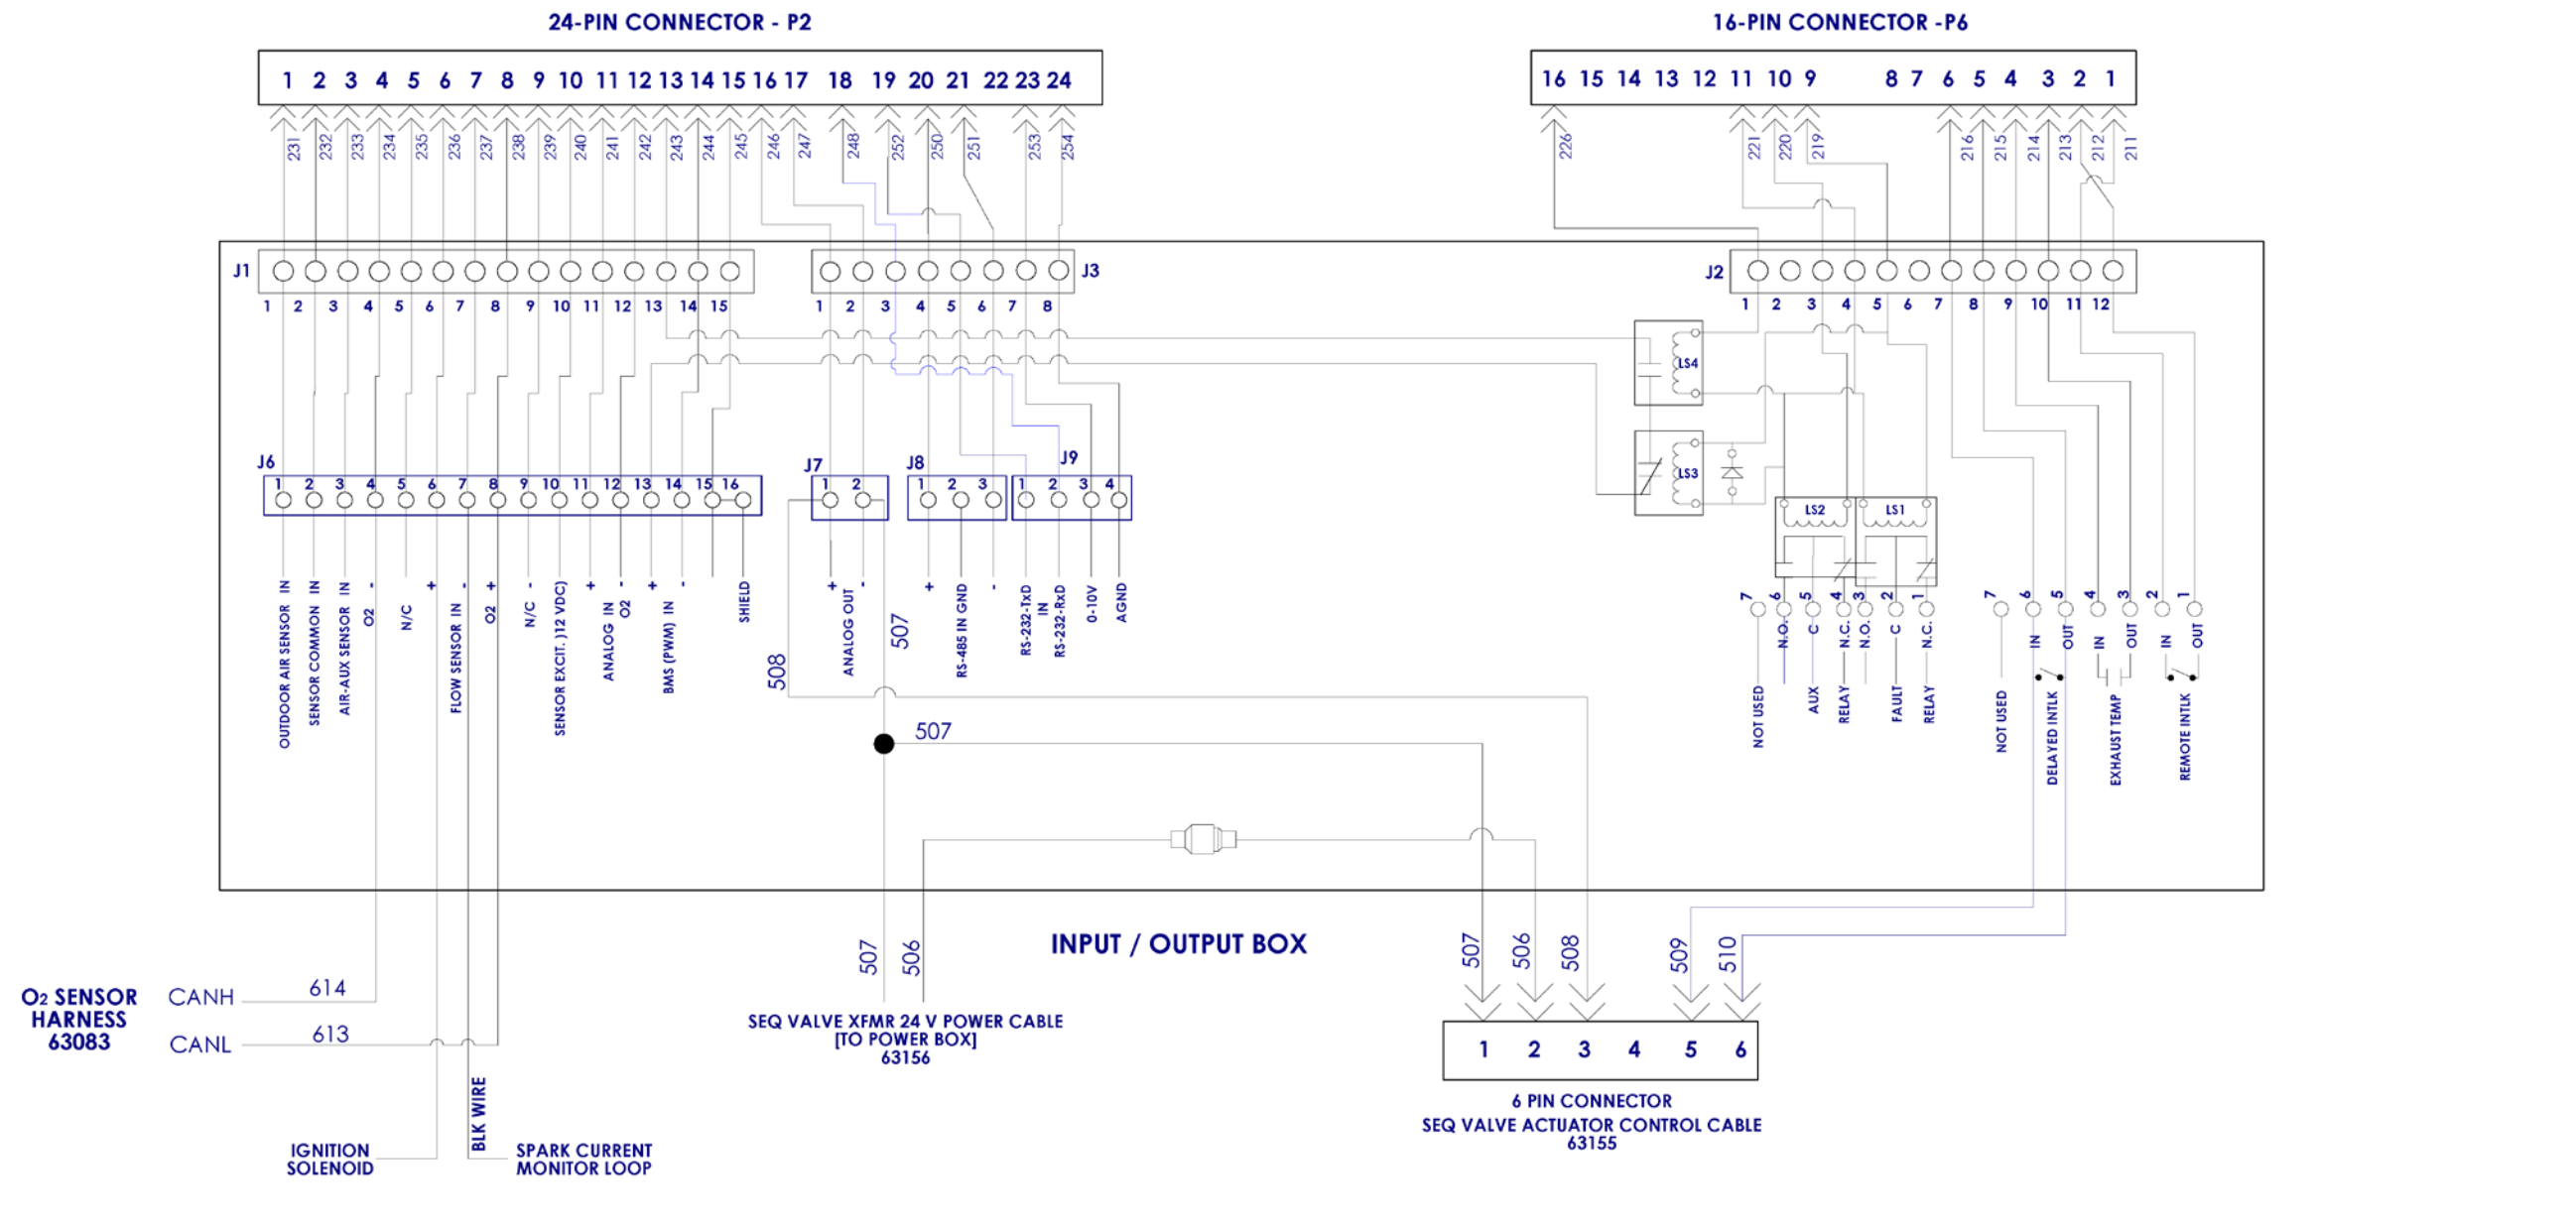 24-PIN CONNECTOR - P2
16-PIN CONNECTOR -P6
1 2 3 4 5 6 7 8 9 10 11 12 13 14 15 16 17 18 19 20 21 22 23 24
16 15 14 13 12 11 10 9 8 7 6 5 4 3 2 1
231 232 233 234 235 236 237 238 239 240 241 242 243 244 245 246 247 248 252 250 251 253 254
226 221 220 219 216 215 214 213 212 211
J1
1 2 3 4 5 6 7 8 9 10 11 12 13 14 15
J3
1 2 3 4 5 6 7 8
J2
1 2 3 4 5 6 7 8 9 10 11 12
LS4
LS3
LS2
LS1
J6
1 2 3 4 5 6 7 8 9 10 11 12 13 14 15 16
J7
1 2
J8
1 2 3
J9
1 2 3 4
OUTDOOR AIR SENSOR IN
SENSOR COMMON IN
AIR-AUX SENSOR IN
O2 -
N/C
+
FLOW SENSOR IN -
O2 +
N/C -
SENSOR EXCIT. )12 VDC)
ANALOG IN +
O2 -
BMS (PWM) IN +
-
SHIELD
+
ANALOG OUT -
507
508
+
RS-485 IN GND
-
RS-232-TxD
IN
RS-232-RxD
0-10V
AGND
7 6 5 4 3 2 1
N.O. C N.C. N.O. C N.C.
NOT USED
AUX
RELAY
FAULT
RELAY
7 6 5 4 3 2 1
IN OUT IN OUT IN OUT
NOT USED
DELAYED INTLK
EXHAUST TEMP
REMOTE INTLK
507
INPUT / OUTPUT BOX
507
506
507
506
508
509
510
O2 SENSOR
HARNESS
63083
CANH
614
CANL
613
SEQ VALVE XFMR 24 V POWER CABLE
[TO POWER BOX]
63156
1 2 3 4 5 6
6 PIN CONNECTOR
SEQ VALVE ACTUATOR CONTROL CABLE
63155
BLK WIRE
IGNITION
SOLENOID
SPARK CURRENT
MONITOR LOOP